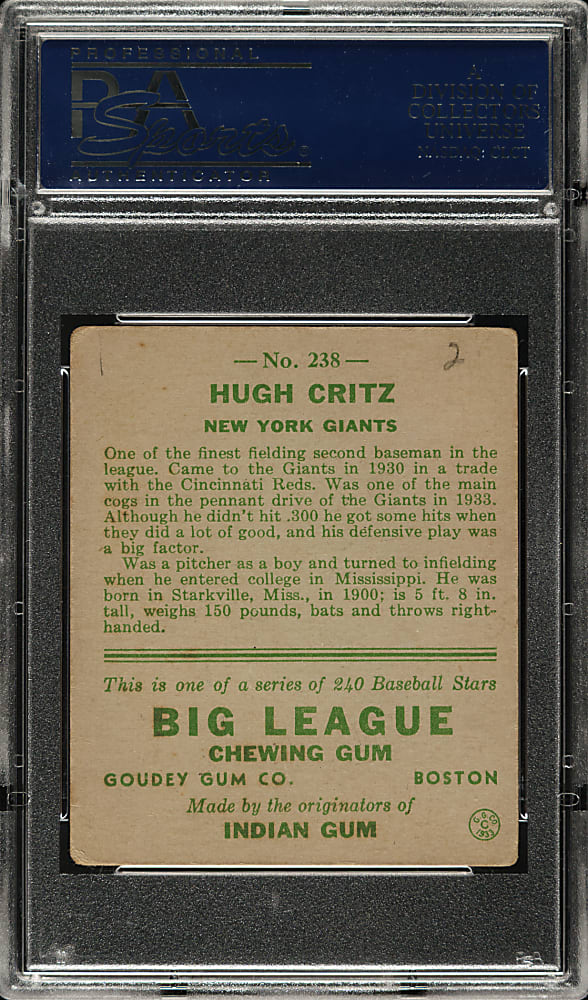 PROFESSIONAL
PSA
Sports
AUTHENTICATOR
A
DIVISION OF
COLLECTORS
UNIVERSE
NASDAQ: CLCT
— No. 238 —
2
HUGH CRITZ
NEW YORK GIANTS
One of the finest fielding second baseman in the
league. Came to the Giants in 1930 in a trade
with the Cincinnati Reds. Was one of the main
cogs in the pennant drive of the Giants in 1933.
Although he didn't hit .300 he got some hits when
they did a lot of good, and his defensive play was
a big factor.
Was a pitcher as a boy and turned to infielding
when he entered college in Mississippi. He was
born in Starkville, Miss., in 1900; is 5 ft. 8 in.
tall, weighs 150 pounds, bats and throws right-
handed.
This is one of a series of 240 Baseball Stars
BIG LEAGUE
CHEWING GUM
GOUDEY GUM CO. BOSTON
Made by the originators of
INDIAN GUM
G.G.CO.
C
1933
PSA